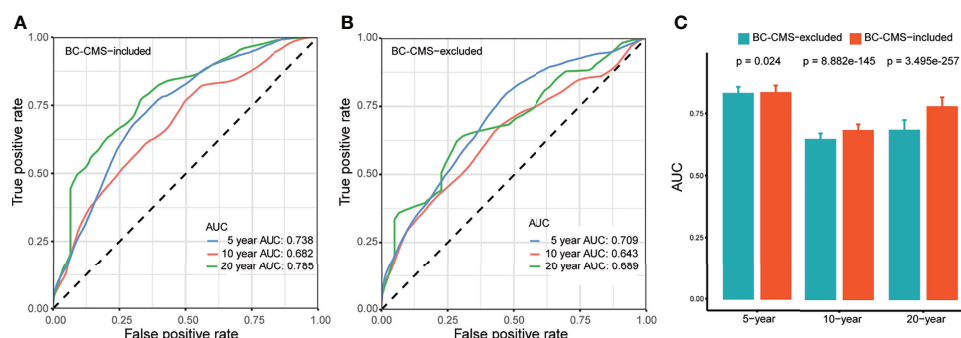 A
BC-CMS-included
1.00
0.75
0.50
0.25
0.00
True positive rate
AUC
5 year AUC: 0.738
10 year AUC: 0.682
20 year AUC: 0.785
0.00 0.25 0.50 0.75 1.00
False positive rate
B
BC-CMS-excluded
1.00
0.75
0.50
0.25
0.00
True positive rate
AUC
5 year AUC: 0.709
10 year AUC: 0.643
20 year AUC: 0.689
0.00 0.25 0.50 0.75 1.00
False positive rate
C
BC-CMS-excluded BC-CMS-included
p = 0.024 p = 8.882e-145 p = 3.495e-257
0.75
0.50
0.25
0.00
AUC
5-year 10-year 20-year